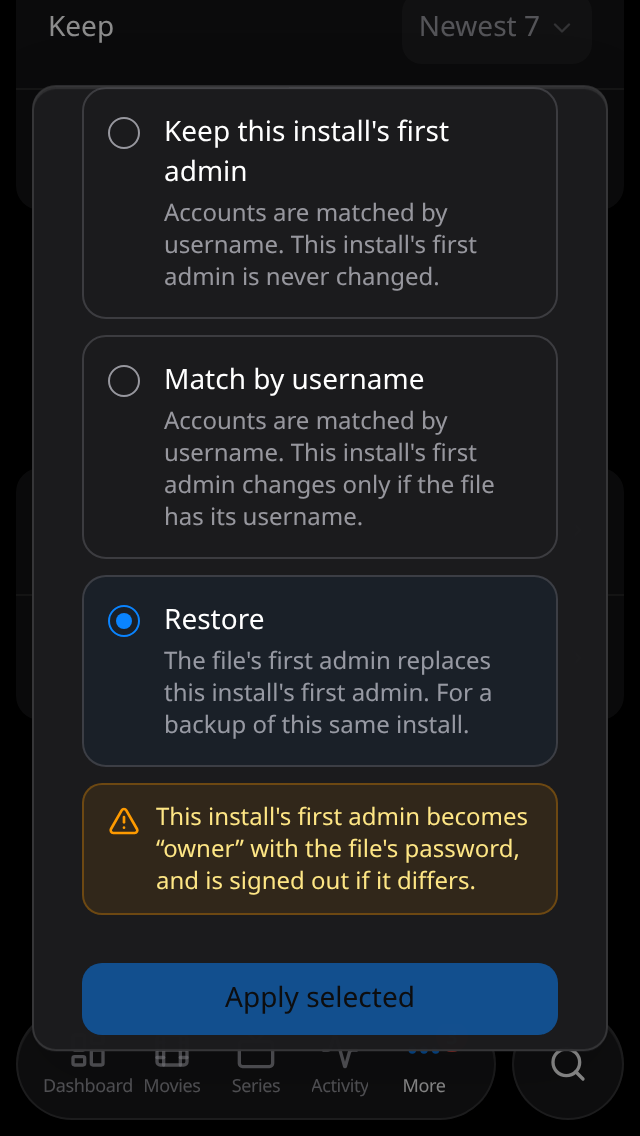 Keep
Newest 7
Keep this install's first
admin
Accounts are matched by
username. This install's first
admin is never changed.
Match by username
Accounts are matched by
username. This install's first
admin changes only if the file
has its username.
Restore
The file's first admin replaces
this install's first admin. For a
backup of this same install.
This install's first admin becomes
“owner” with the file's password,
and is signed out if it differs.
Apply selected
Dashboard
Movies
Series
Activity
More